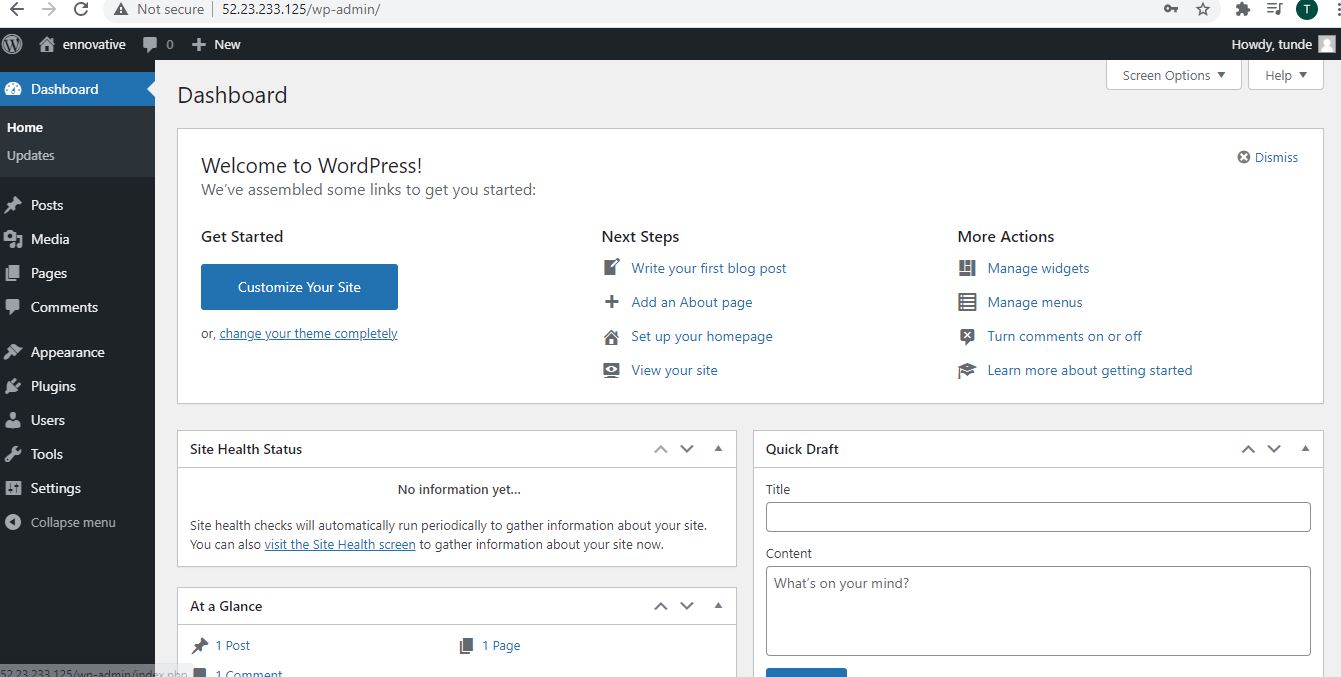 Not secure | 52.23.233.125/wp-admin/
T
ennovative 0 New Howdy, tunde
Dashboard
Home
Updates
Posts
Media
Pages
Comments
Appearance
Plugins
Users
Tools
Settings
Collapse menu
52.23.233.125/wp-admin/index.php
Screen Options ▼ Help ▼
Dashboard
Welcome to WordPress!
We've assembled some links to get you started:
Dismiss
Get Started
Customize Your Site
or, change your theme completely
Next Steps
Write your first blog post
Add an About page
Set up your homepage
View your site
More Actions
Manage widgets
Manage menus
Turn comments on or off
Learn more about getting started
Site Health Status
No information yet...
Site health checks will automatically run periodically to gather information about your site.
You can also visit the Site Health screen to gather information about your site now.
At a Glance
1 Post 1 Page
1 Comment
Quick Draft
Title
Content
What's on your mind?